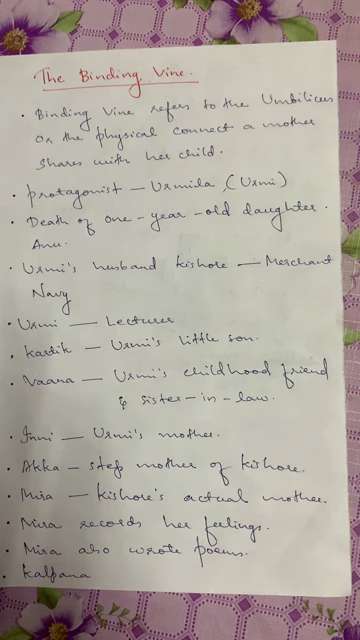 The Binding Vine.
• Binding Vine refers to the Umbilicus
Or the physical connect a mother
shares with her child.
• protagonist — Urmila (Urmi)
• Death of one-year-old daughter.
Anu.
• Urmi's husband kishore — Merchant
Navy
• Urmi — Lecturer
• Kartik — Urmi's little son.
• Vaana — Urmi's childhood friend
& sister-in-law.
• Inni — Urmi's mother.
• Akka — step mother of kishore.
• Mira — kishore's actual mother.
• Mira records her feelings.
• Mira also wrote poems.
• Kalpana